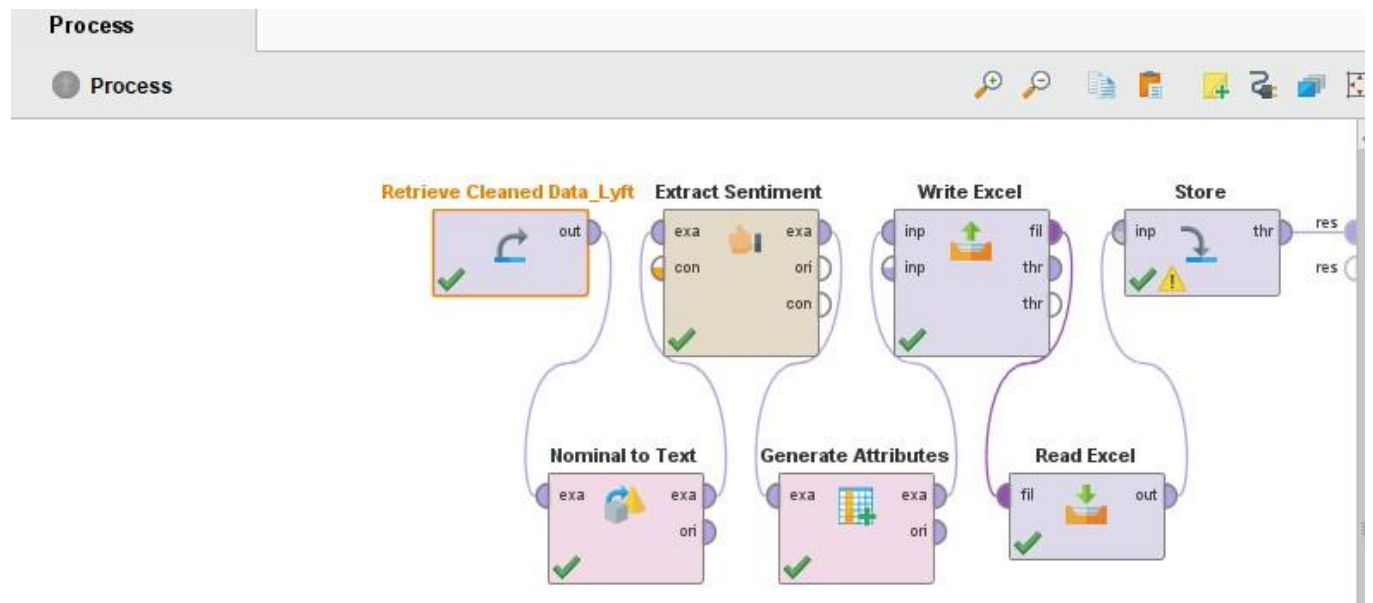 Process
Process
Retrieve Cleaned Data_Lyft Extract Sentiment Write Excel Store
out exa exa inp fil inp thr res
con ori inp thr res
con thr
Nominal to Text Generate Attributes Read Excel
exa exa exa exa fil out
ori ori